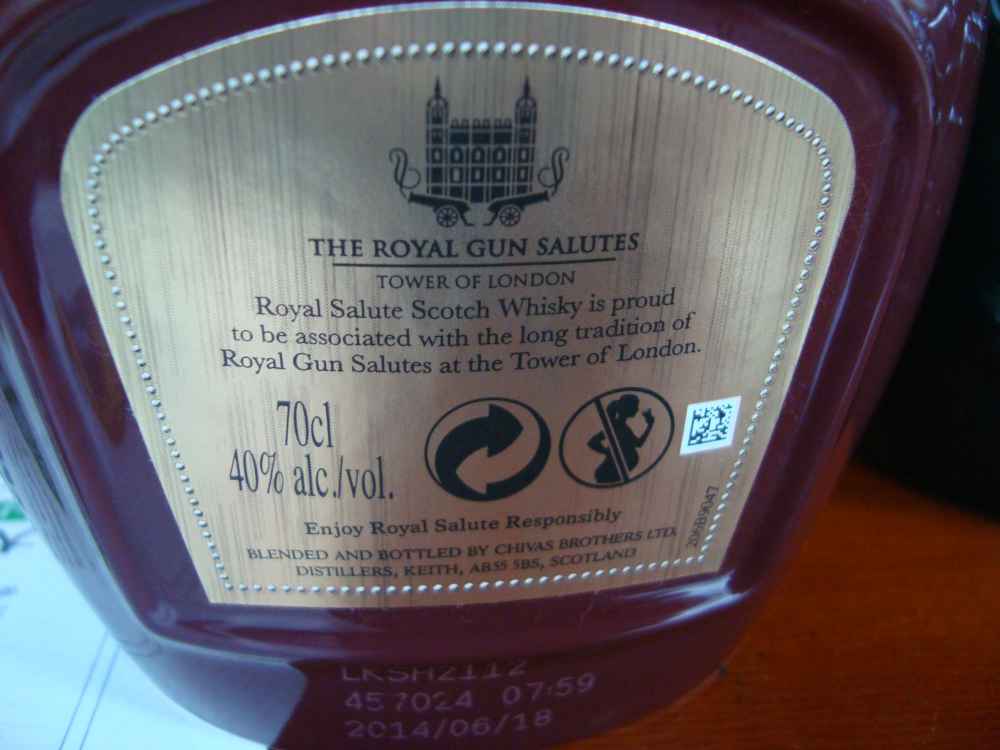 THE ROYAL GUN SALUTES
TOWER OF LONDON
Royal Salute Scotch Whisky is proud
to be associated with the long tradition of
Royal Gun Salutes at the Tower of London.
70cl
40% alc./vol.
Enjoy Royal Salute Responsibly
BLENDED AND BOTTLED BY CHIVAS BROTHERS LTD.
DISTILLERS, KEITH, AB55 5BS, SCOTLAND
LKSH2112
457024 07:59
2014/06/18